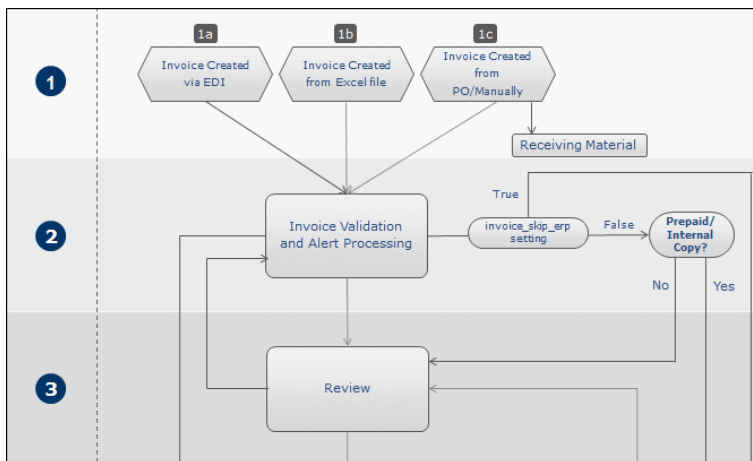 1a
1b
1c
Invoice Created
via EDI
Invoice Created
from Excel file
Invoice Created
from
PO/Manually
1
Receiving Material
True
2
Invoice Validation
and Alert Processing
invoice_skip_erp
setting
False
Prepaid/
Internal
Copy?
No
Yes
3
Review